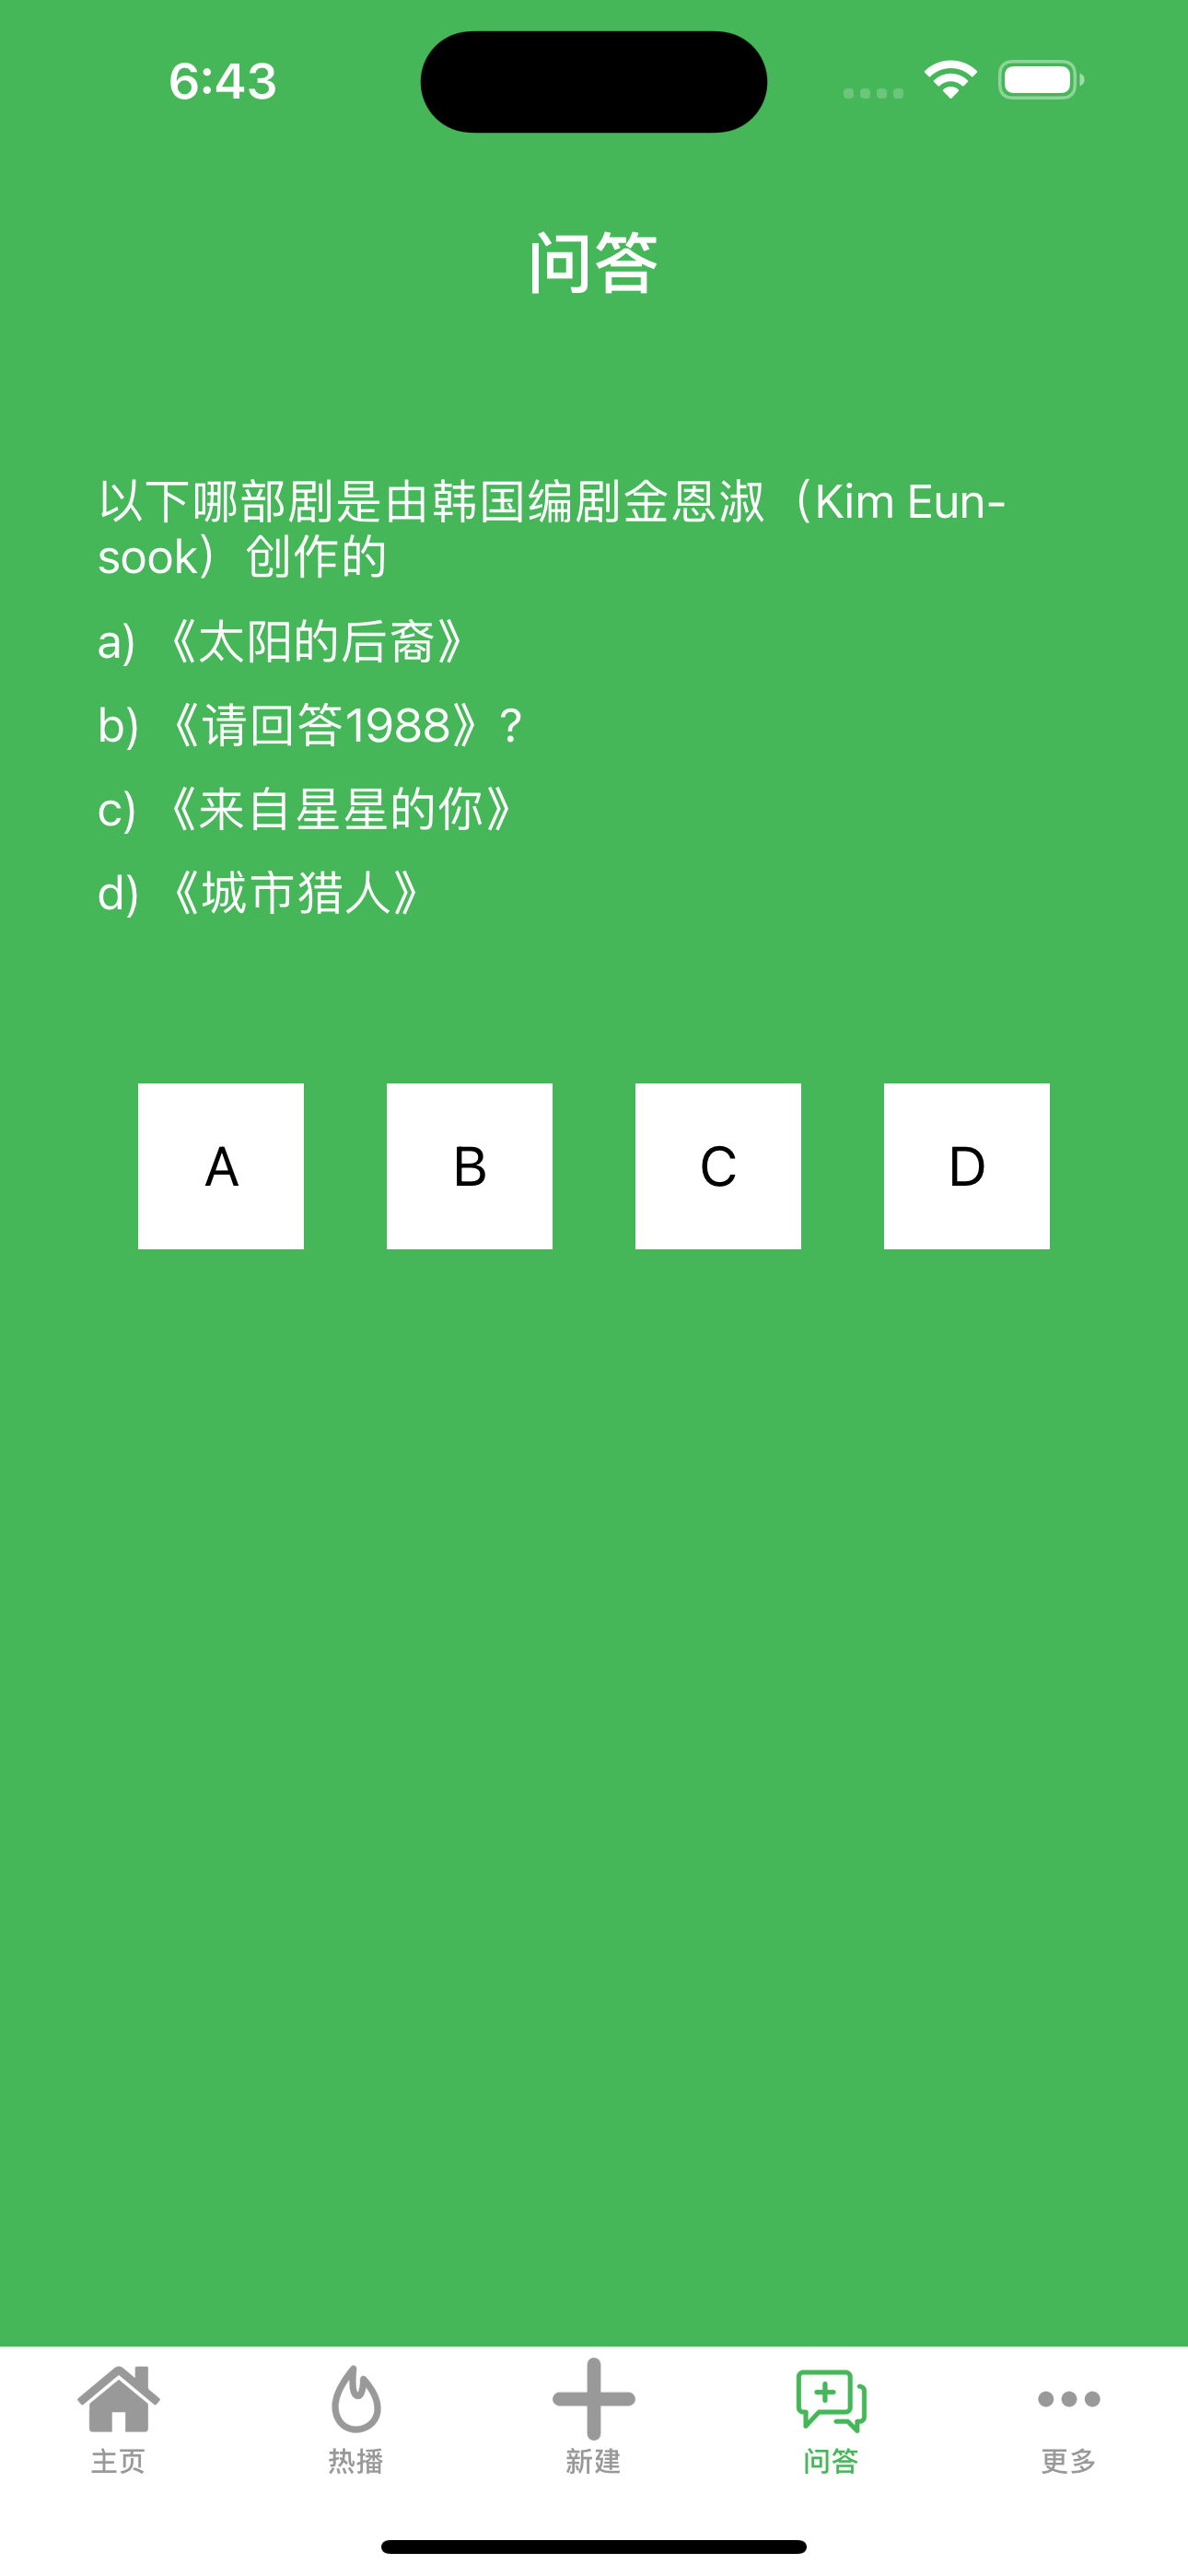 6:43
问答
以下哪部剧是由韩国编剧金恩淑（Kim Eun-
sook）创作的
a) 《太阳的后裔》
b) 《请回答1988》?
c) 《来自星星的你》
d) 《城市猎人》
A B C D
主页 热播 新建 问答 更多